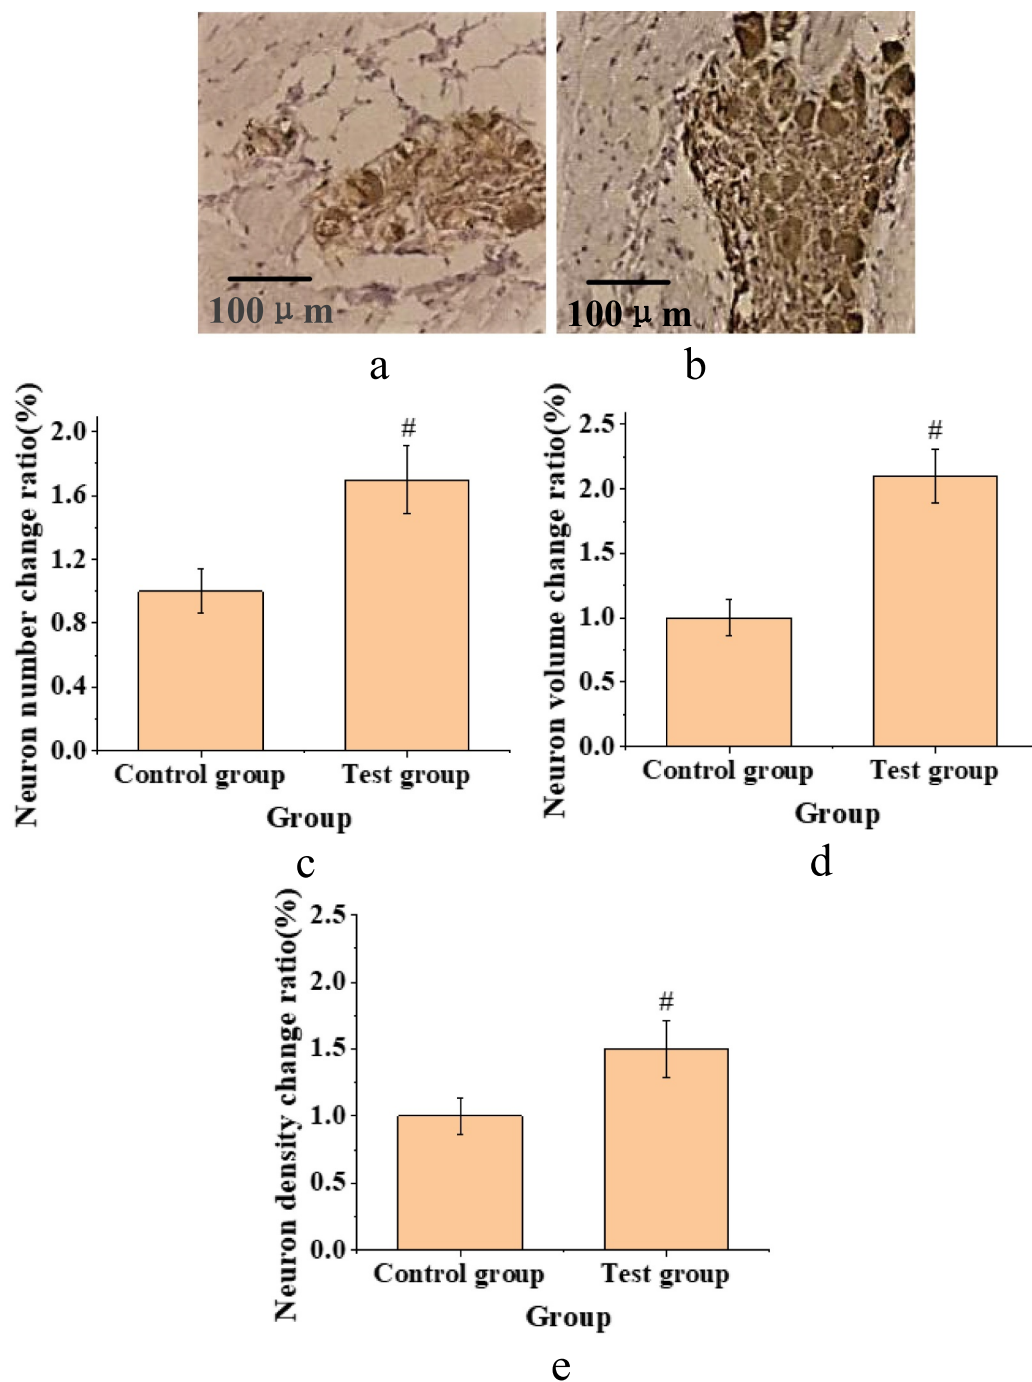 100 μm
100 μm
a
b
Neuron number change ratio(%)
2.0
1.6
1.2
0.8
0.4
0.0
#
Control group
Test group
Group
c
Neuron volume change ratio(%)
2.5
2.0
1.5
1.0
0.5
0.0
#
Control group
Test group
Group
d
Neuron density change ratio(%)
2.5
2.0
1.5
1.0
0.5
0.0
#
Control group
Test group
Group
e